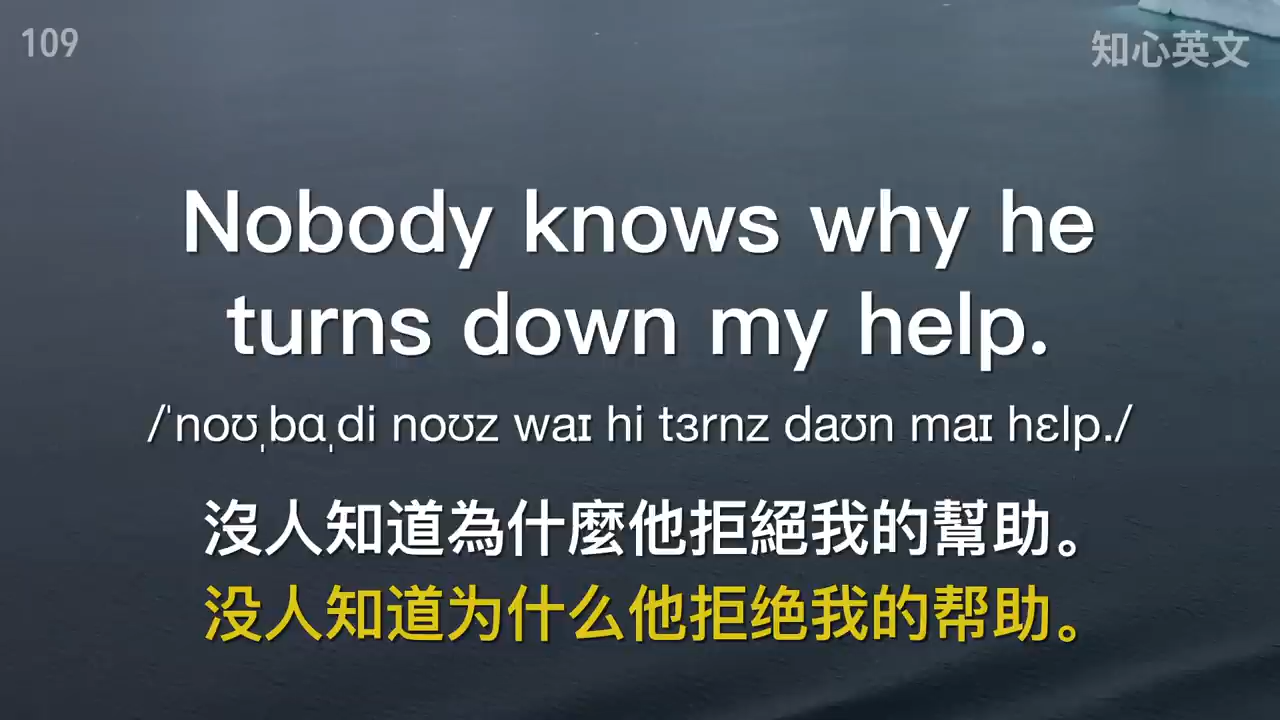 109
知心英文
Nobody knows why he
turns down my help.
/ˈnoʊˌbɑˌdi noʊz waɪ hi tɜrnz daʊn maɪ hɛlp./
沒人知道為什麼他拒絕我的幫助。
没人知道为什么他拒绝我的帮助。